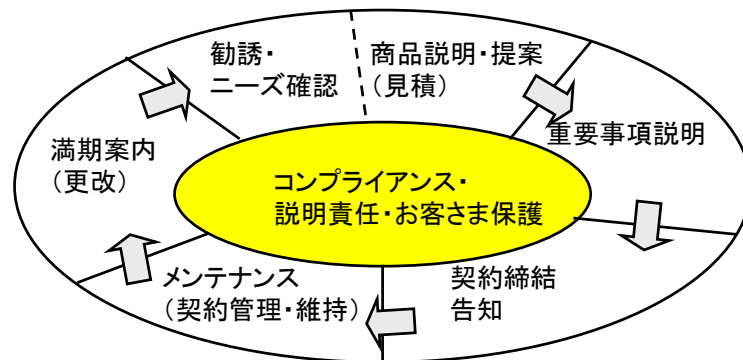 勧誘・
ニーズ確認
商品説明・提案
（見積）
重要事項説明
契約締結
告知
メンテナンス
（契約管理・維持）
満期案内
（更改）
コンプライアンス・
説明責任・お客さま保護